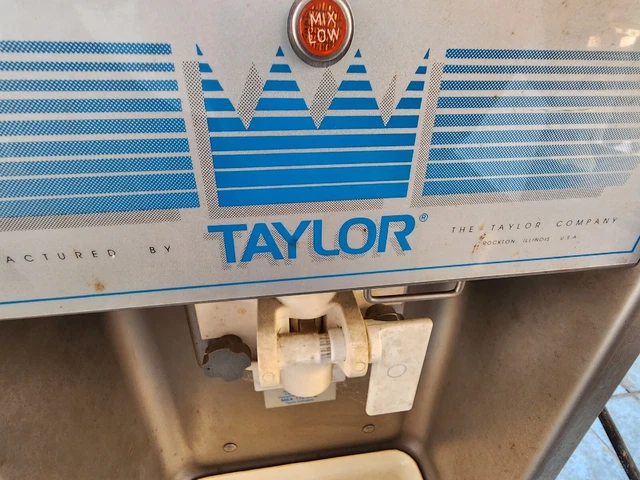 MIX
LOW
TAYLOR®
ACTURED BY
THE TAYLOR COMPANY
ROCKTON ILLINOIS U.S.A.